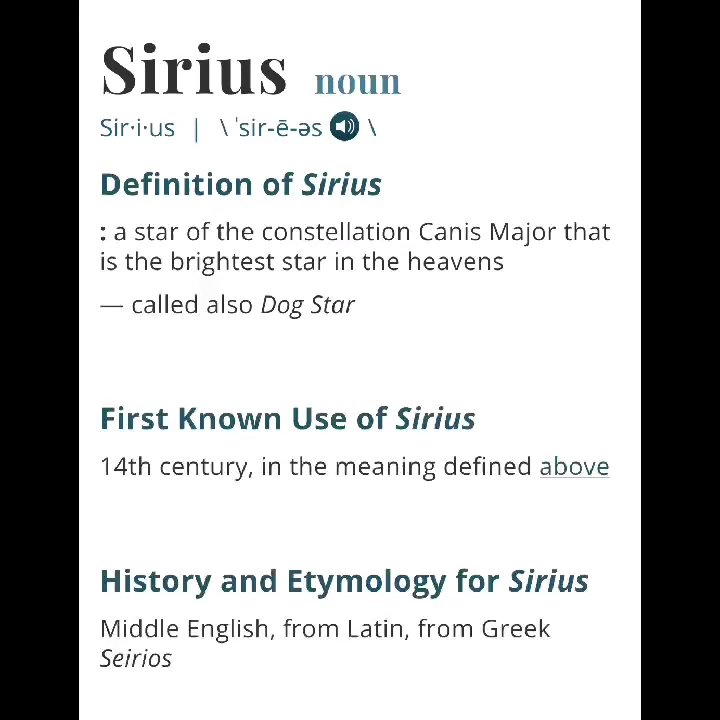 Sirius noun
Sir·i·us | \ ˈsir-ē-əs \
Definition of Sirius
: a star of the constellation Canis Major that
is the brightest star in the heavens
— called also Dog Star
First Known Use of Sirius
14th century, in the meaning defined above
History and Etymology for Sirius
Middle English, from Latin, from Greek
Seirios